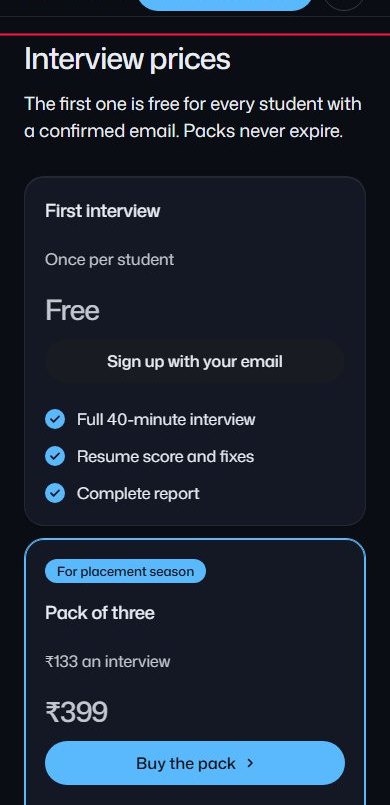 Interview prices
The first one is free for every student with
a confirmed email. Packs never expire.
First interview
Once per student
Free
Sign up with your email
Full 40-minute interview
Resume score and fixes
Complete report
For placement season
Pack of three
₹133 an interview
₹399
Buy the pack